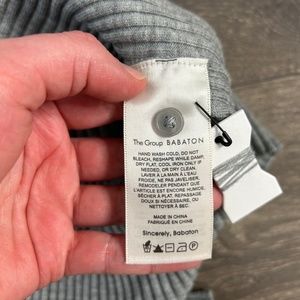 The Group BABATON
HAND WASH COLD, DO NOT
BLEACH, RESHAPE WHILE DAMP,
DRY FLAT, COOL IRON ONLY IF
NEEDED, OR DRY CLEAN.
LAVER À LA MAIN À L'EAU
FROIDE, NE PAS JAVELISER,
REMODELER PENDANT QUE
L'ARTICLE EST ENCORE HUMIDE,
SÉCHER À PLAT. REPASSAGE
DOUX SI NÉCESSAIRE, OU
NETTOYER À SEC.
MADE IN CHINA
FABRIQUÉ EN CHINE
Sincerely, Babaton